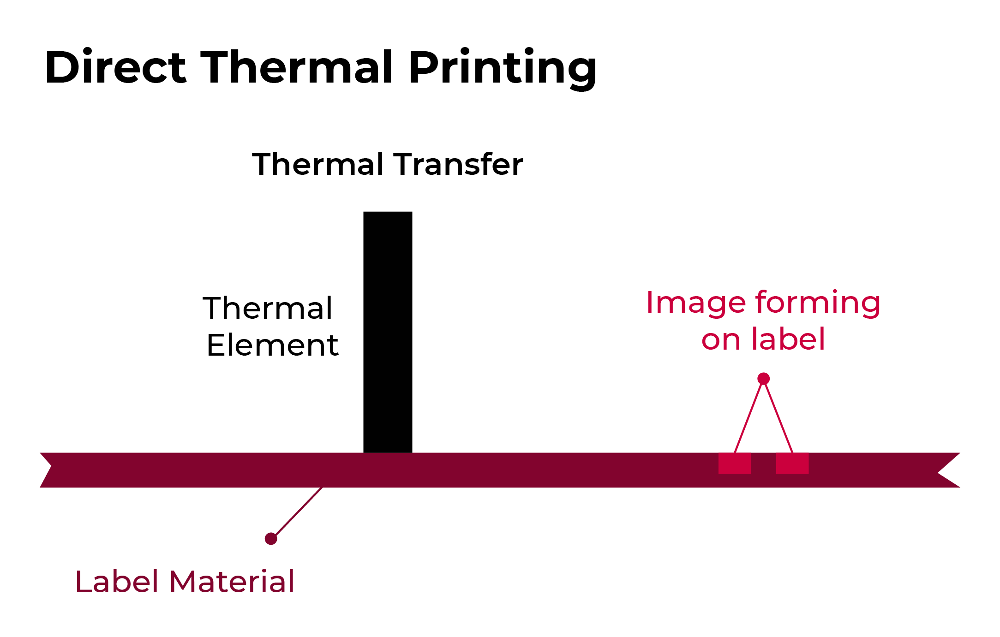 Direct Thermal Printing
Thermal Transfer
Thermal
Element
Image forming
on label
Label Material